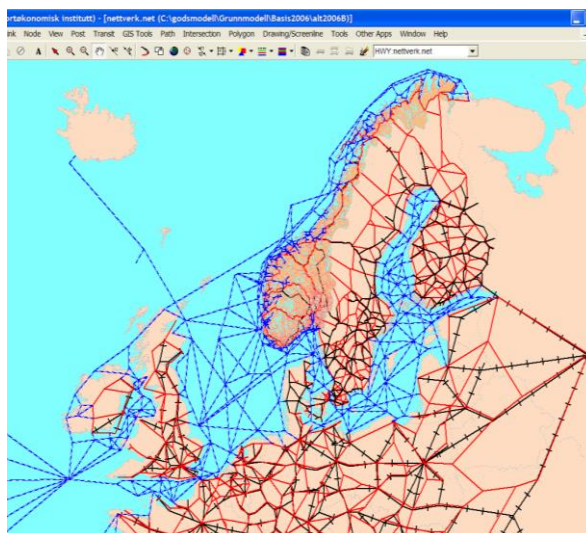 ortøkonomisk institutt) - [nettverk.net (C:\godsmodell\Grunnmodell\Basis2006\alt2006B)]
ink Node View Post Transit GIS Tools Path Intersection Polygon Drawing/Screenline Tools Other Apps Window Help
A HWY nettverk.net